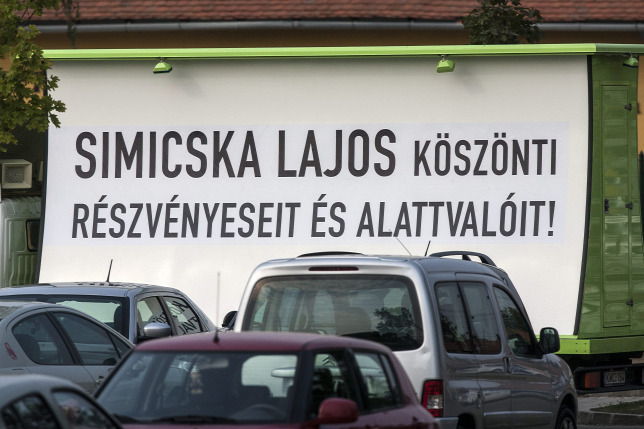 SIMICSKA LAJOS KÖSZÖNTI
RÉSZVÉNYESEIT ÉS ALATTVALÓIT!